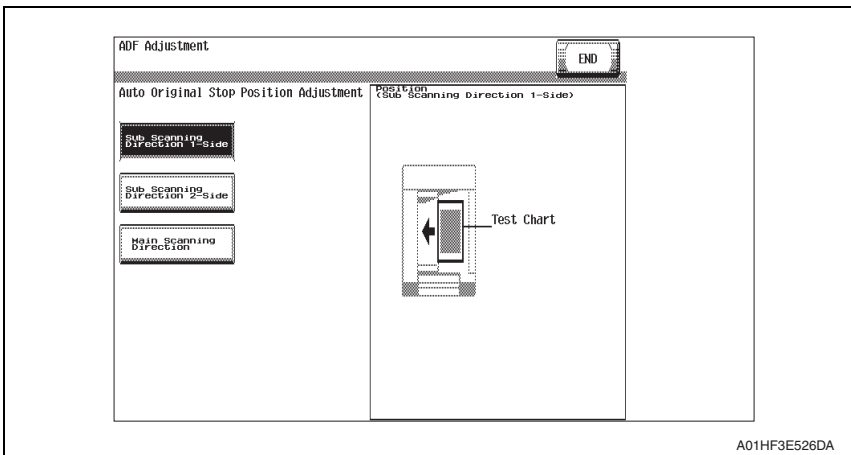 ADF Adjustment
END
Auto Original Stop Position Adjustment
Position
(Sub Scanning Direction 1-Side)
Sub Scanning
Direction 1-Side
Sub Scanning
Direction 2-Side
Main Scanning
Direction
Test Chart
A01HF3E526DA